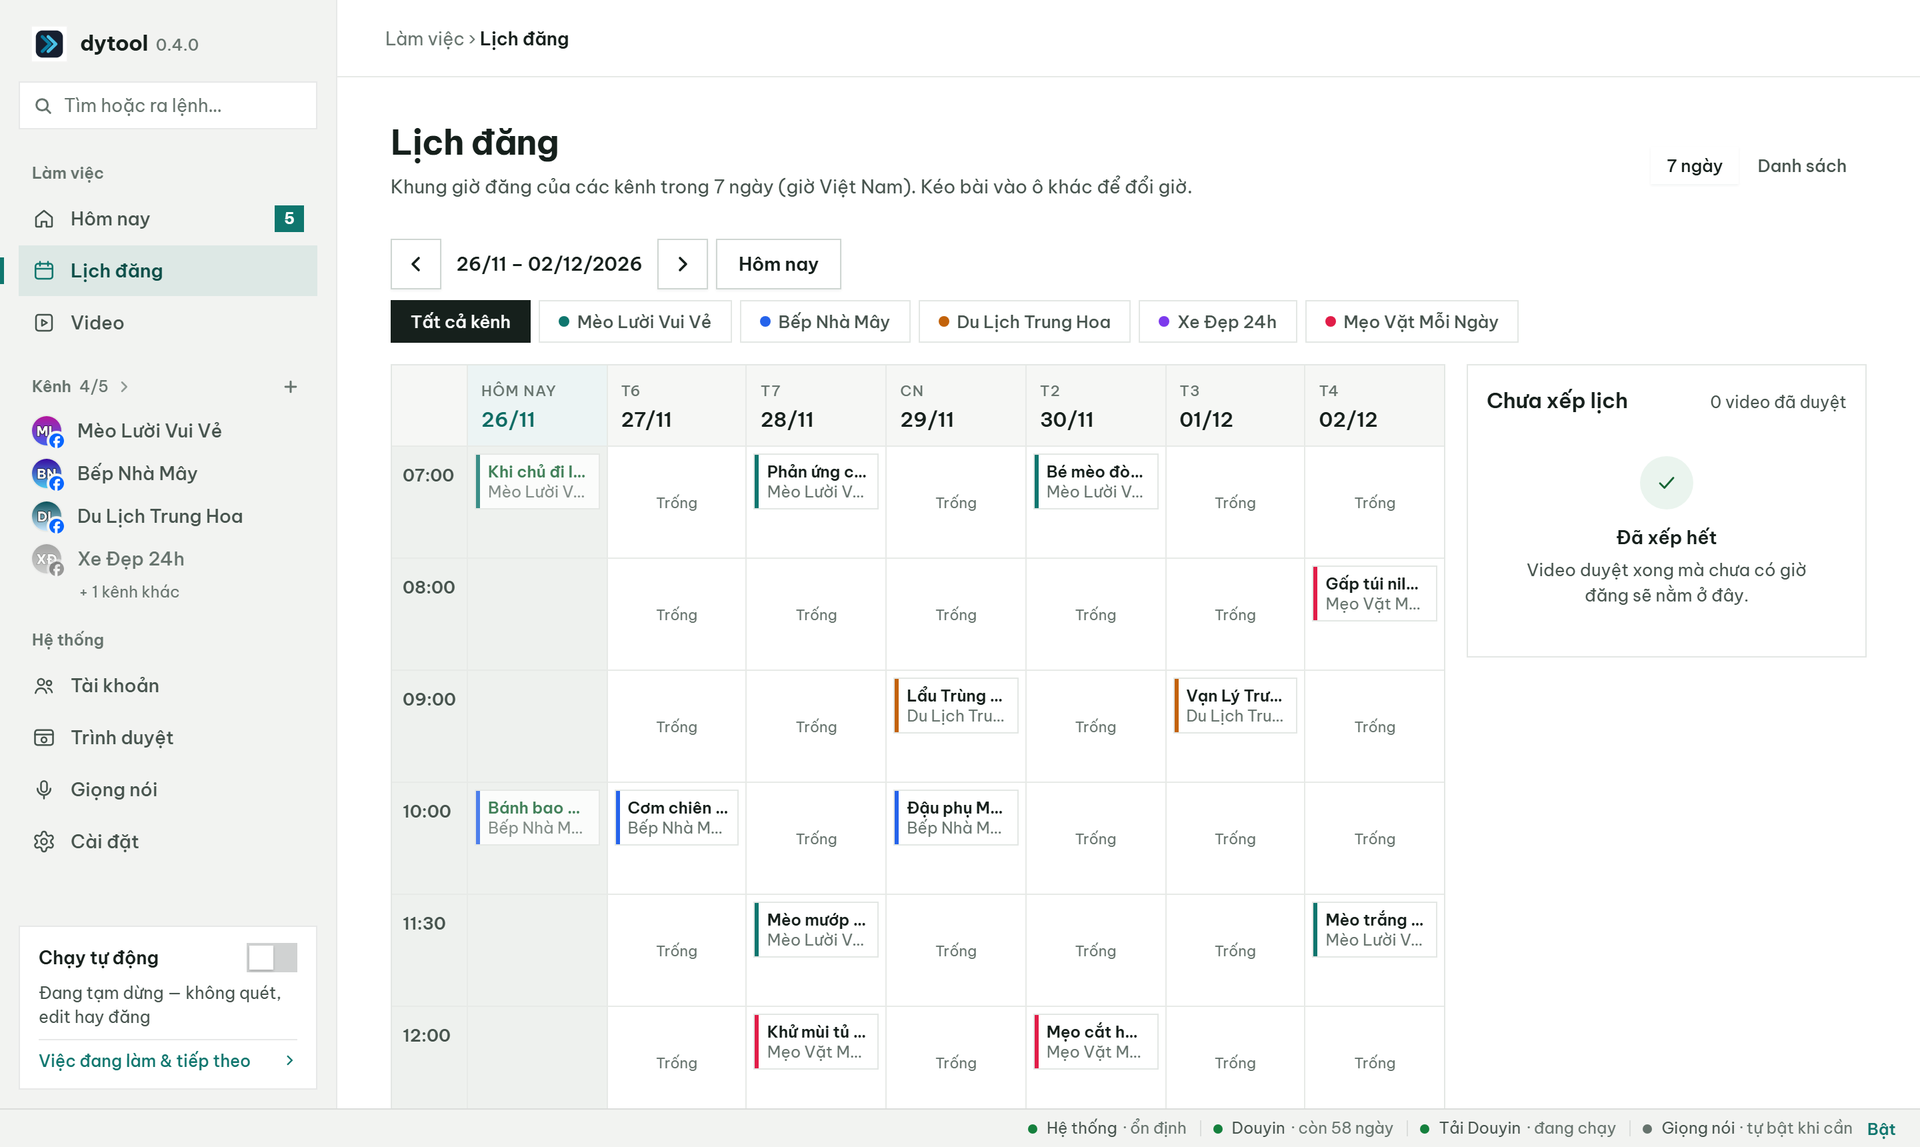 dytool 0.4.0
Tìm hoặc ra lệnh...
Làm việc
Hôm nay 5
Lịch đăng
Video
Kênh 4/5
ML Mèo Lười Vui Vẻ
BN Bếp Nhà Mây
DL Du Lịch Trung Hoa
XĐ Xe Đẹp 24h
+ 1 kênh khác
Hệ thống
Tài khoản
Trình duyệt
Giọng nói
Cài đặt
Chạy tự động
Đang tạm dừng — không quét,
edit hay đăng
Việc đang làm & tiếp theo
Làm việc › Lịch đăng
Lịch đăng
Khung giờ đăng của các kênh trong 7 ngày (giờ Việt Nam). Kéo bài vào ô khác để đổi giờ.
7 ngày Danh sách
26/11 – 02/12/2026 Hôm nay
Tất cả kênh Mèo Lười Vui Vẻ Bếp Nhà Mây Du Lịch Trung Hoa Xe Đẹp 24h Mẹo Vặt Mỗi Ngày
HÔM NAY T6 T7 CN T2 T3 T4
26/11 27/11 28/11 29/11 30/11 01/12 02/12
07:00
Khi chủ đi l... Phản ứng c... Bé mèo đò...
Mèo Lười V... Trống Mèo Lười V... Trống Mèo Lười V... Trống Trống
08:00
Gấp túi nil...
Trống Trống Trống Trống Trống Mẹo Vặt M...
09:00
Lẩu Trùng ... Vạn Lý Trư...
Trống Trống Du Lịch Tru... Trống Du Lịch Tru... Trống
10:00
Bánh bao ... Cơm chiên ... Đậu phụ M...
Bếp Nhà M... Bếp Nhà M... Trống Bếp Nhà M... Trống Trống Trống
11:30
Mèo mướp ... Mèo trắng ...
Trống Mèo Lười V... Trống Trống Trống Mèo Lười V...
12:00
Khử mùi tủ ... Mẹo cắt h...
Trống Mẹo Vặt M... Trống Mẹo Vặt M... Trống Trống
Chưa xếp lịch 0 video đã duyệt
Đã xếp hết
Video duyệt xong mà chưa có giờ
đăng sẽ nằm ở đây.
Hệ thống · ổn định Douyin · còn 58 ngày Tải Douyin · đang chạy Giọng nói · tự bật khi cần Bật